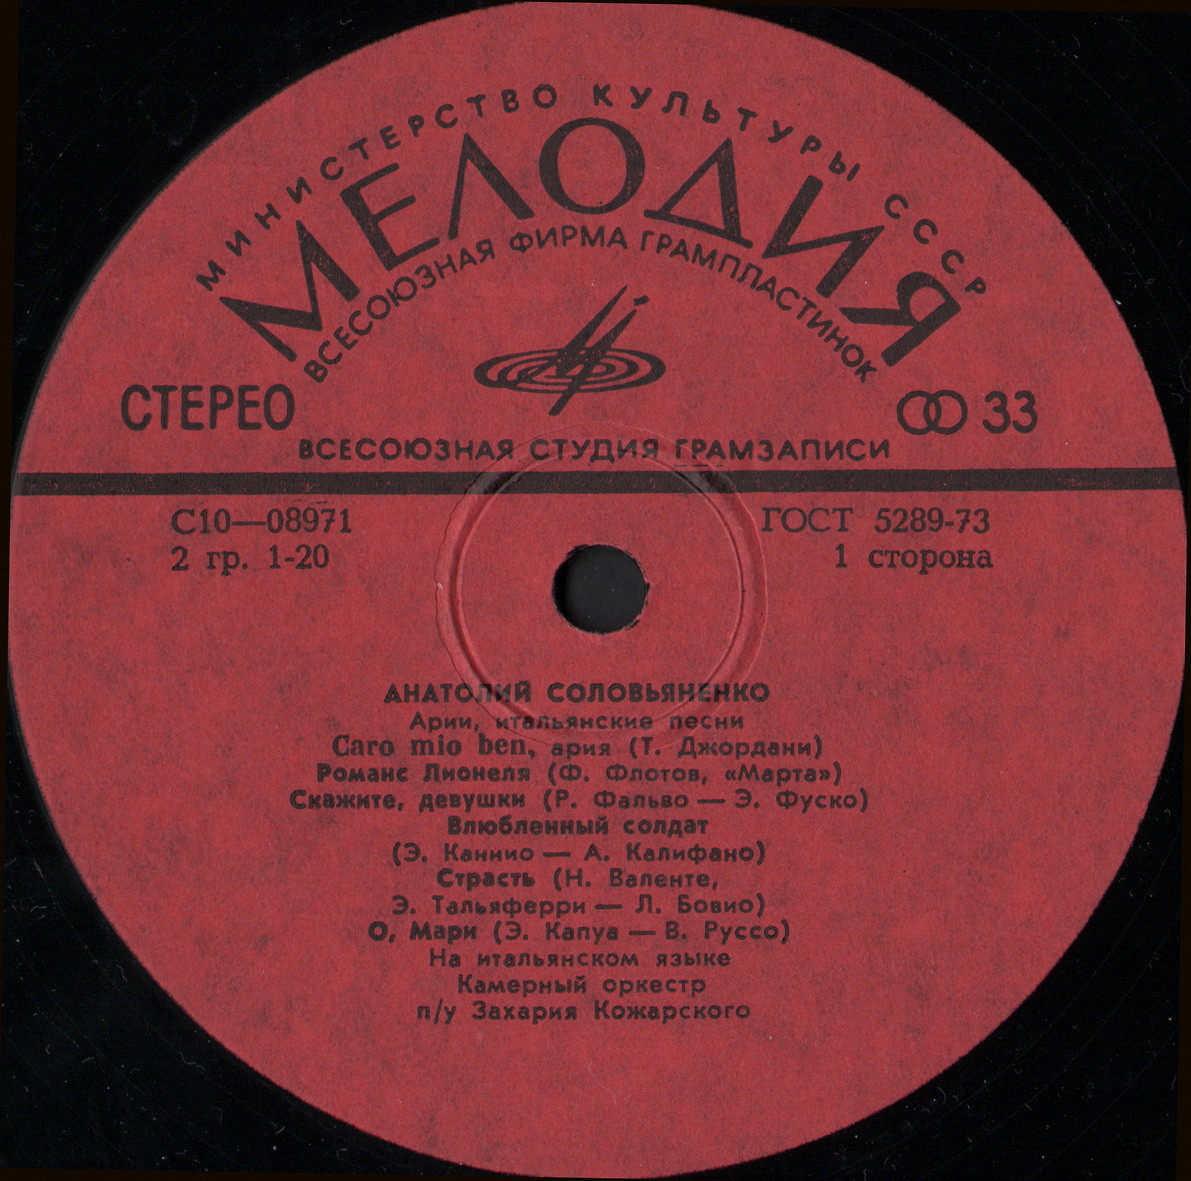 МИНИСТЕРСТВО КУЛЬТУРЫ СССР
МЕЛОДИЯ
ВСЕСОЮЗНАЯ ФИРМА ГРАМПЛАСТИНОК
СТЕРЕО
33
ВСЕСОЮЗНАЯ СТУДИЯ ГРАМЗАПИСИ
С10—08971
ГОСТ 5289-73
2 гр. 1-20
1 сторона
АНАТОЛИЙ СОЛОВЬЯНЕНКО
Арии, итальянские песни
Caro mio ben, ария (Т. Джордани)
Романс Лионеля (Ф. Флотов, «Марта»)
Скажите, девушки (Р. Фальво — Э. Фуско)
Влюбленный солдат
(Э. Каннио — А. Калифано)
Страсть (Н. Валенте,
Э. Тальяферри — Л. Бовио)
О, Мари (Э. Капуа — В. Руссо)
На итальянском языке
Камерный оркестр
п/у Захария Кожарского